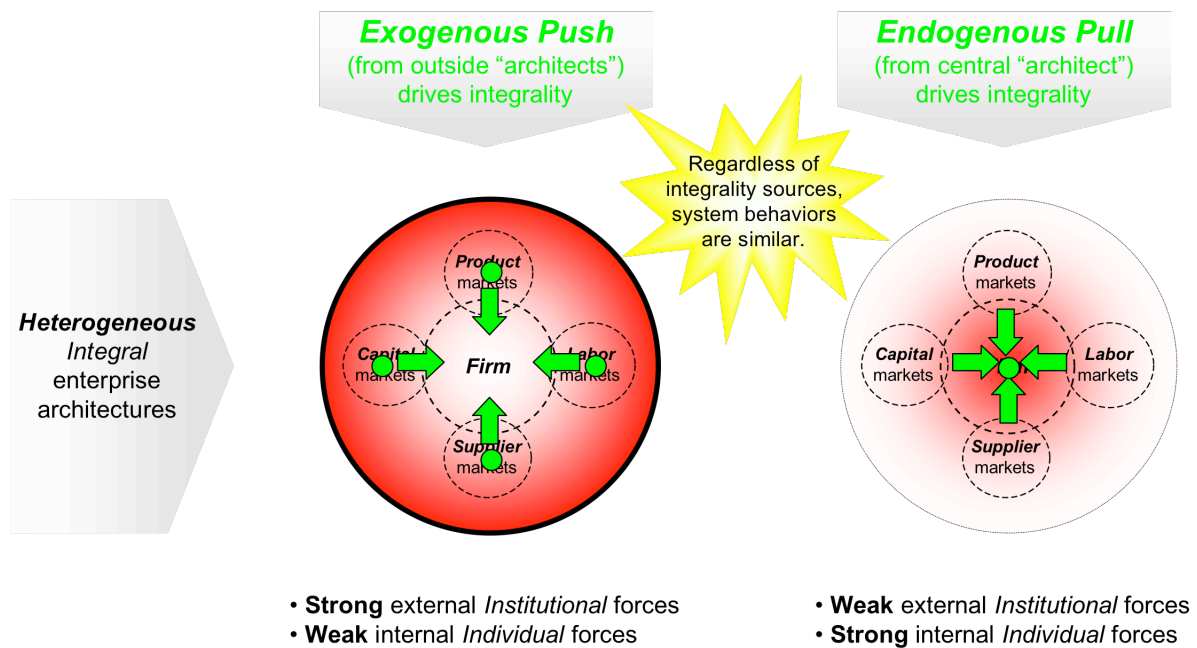 Exogenous Push
(from outside “architects”)
drives integrality
Endogenous Pull
(from central “architect”)
drives integrality
Regardless of
integrality sources,
system behaviors
are similar.
Heterogeneous
Integral
enterprise
architectures
Product
markets
Capital
markets
Firm
Labor
markets
Supplier
markets
Product
markets
Capital
markets
Labor
markets
Supplier
markets
• Strong external Institutional forces
• Weak internal Individual forces
• Weak external Institutional forces
• Strong internal Individual forces